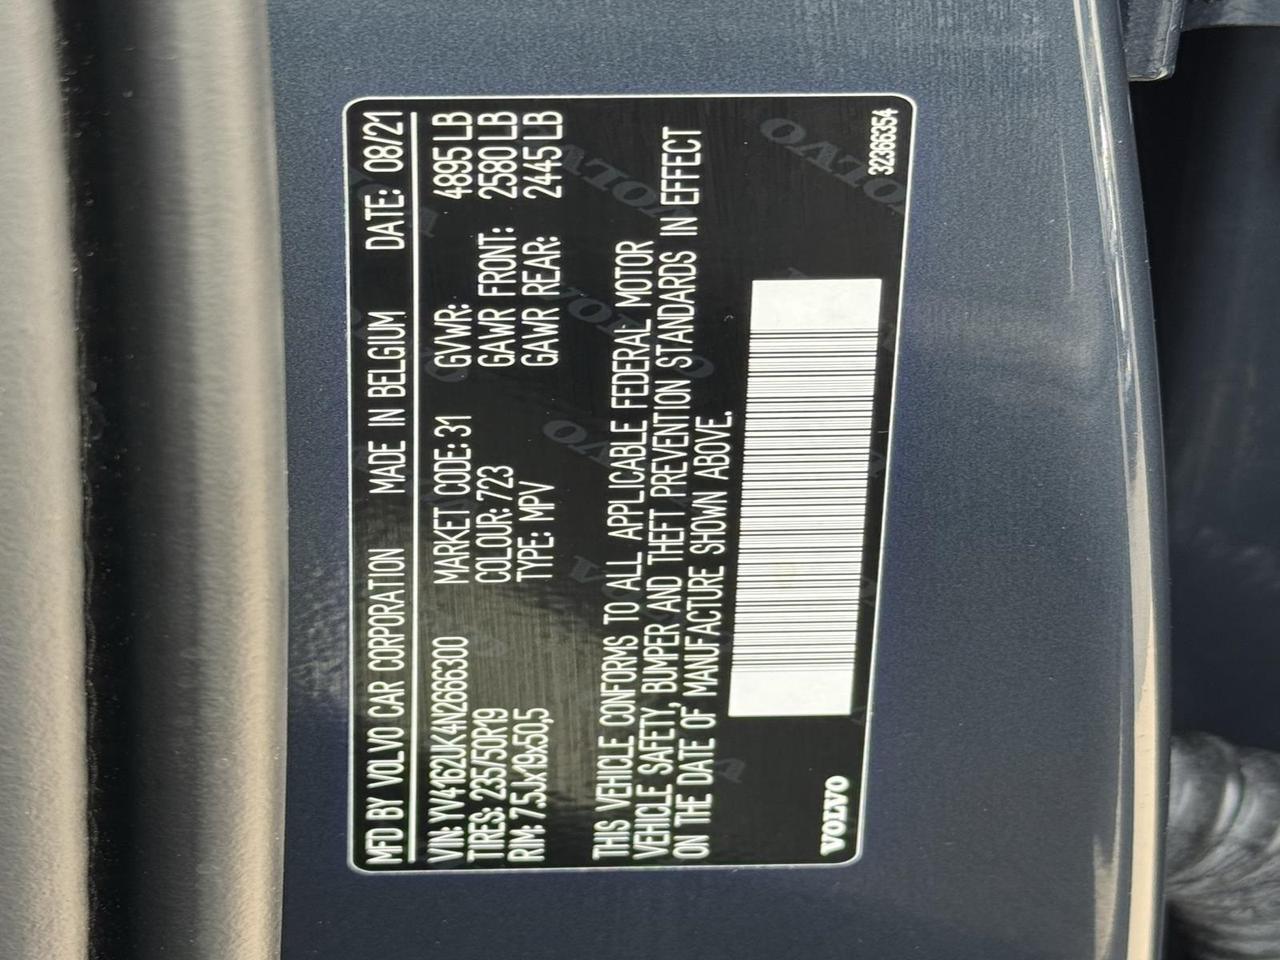 MFD BY VOLVO CAR CORPORATION MADE IN BELGIUM DATE: 08/21
VIN: YV4162UK4N2666300 MARKET CODE: 31 GVWR: 4895 LB
TIRES: 235/50R19 COLOUR: 723 GAWR FRONT: 2580 LB
RIM: 7.5Jx19x50,5 TYPE: MPV GAWR REAR: 2445 LB
THIS VEHICLE CONFORMS TO ALL APPLICABLE FEDERAL MOTOR
VEHICLE SAFETY, BUMPER AND THEFT PREVENTION STANDARDS IN EFFECT
ON THE DATE OF MANUFACTURE SHOWN ABOVE.
VOLVO 32366354